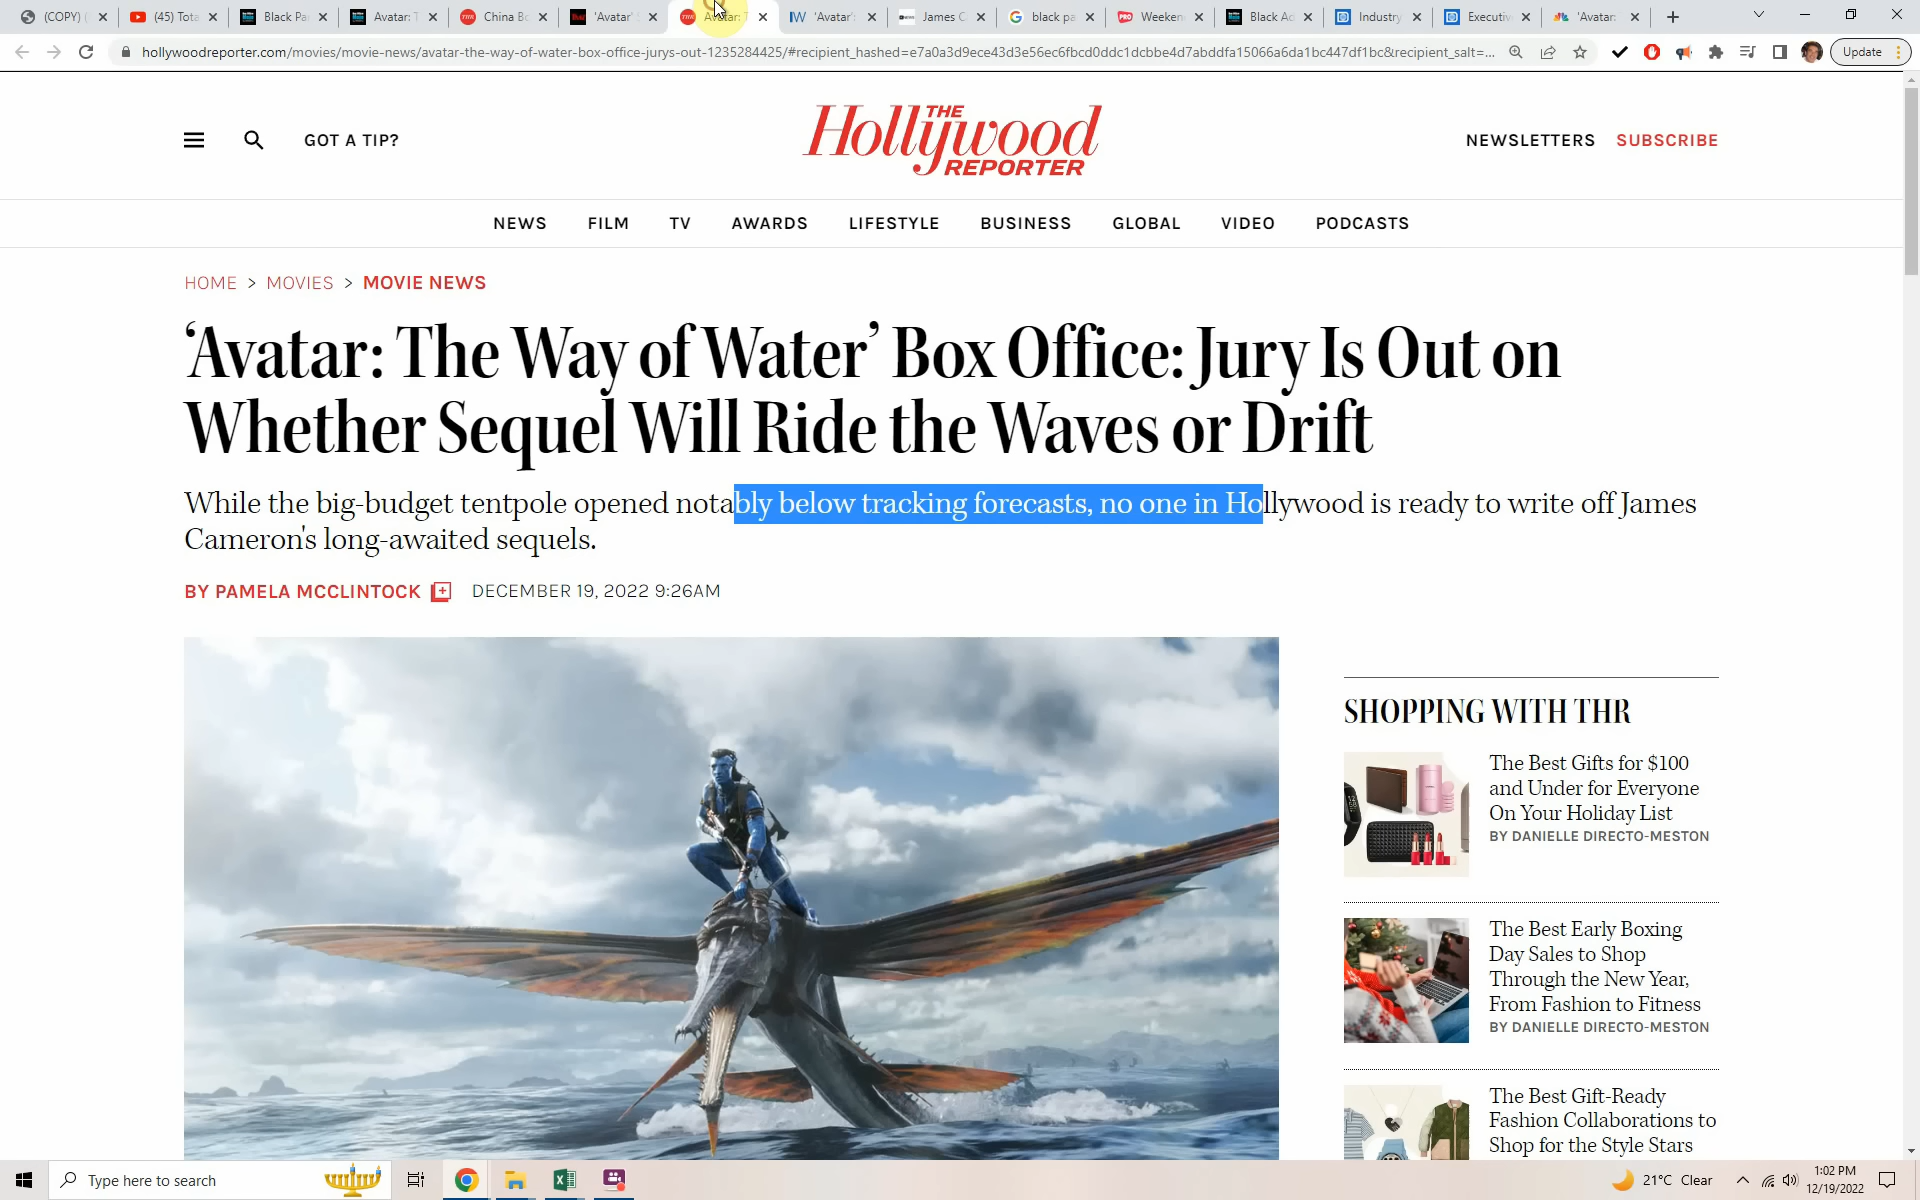 (COPY) (45) Tota Black Pa Avatar: T China Bo 'Avatar' Avatar: T 'Avatar': James C black pa Weeken Black Ad Industry Executiv 'Avatar:
hollywoodreporter.com/movies/movie-news/avatar-the-way-of-water-box-office-jurys-out-1235284425/#recipient_hashed=e7a0a3d9ece43d3e56ec6fbcd0ddc1dcbbe4d7abddfa15066a6da1bc447df1bc&recipient_salt=... Update
GOT A TIP?
THE
Hollywood
REPORTER
NEWSLETTERS SUBSCRIBE
NEWS FILM TV AWARDS LIFESTYLE BUSINESS GLOBAL VIDEO PODCASTS
HOME > MOVIES > MOVIE NEWS
‘Avatar: The Way of Water’ Box Office: Jury Is Out on
Whether Sequel Will Ride the Waves or Drift
While the big-budget tentpole opened notably below tracking forecasts, no one in Hollywood is ready to write off James
Cameron's long-awaited sequels.
BY PAMELA MCCLINTOCK DECEMBER 19, 2022 9:26AM
SHOPPING WITH THR
The Best Gifts for $100
and Under for Everyone
On Your Holiday List
BY DANIELLE DIRECTO-MESTON
The Best Early Boxing
Day Sales to Shop
Through the New Year,
From Fashion to Fitness
BY DANIELLE DIRECTO-MESTON
The Best Gift-Ready
Fashion Collaborations to
Shop for the Style Stars
Type here to search
21°C Clear
1:02 PM
12/19/2022